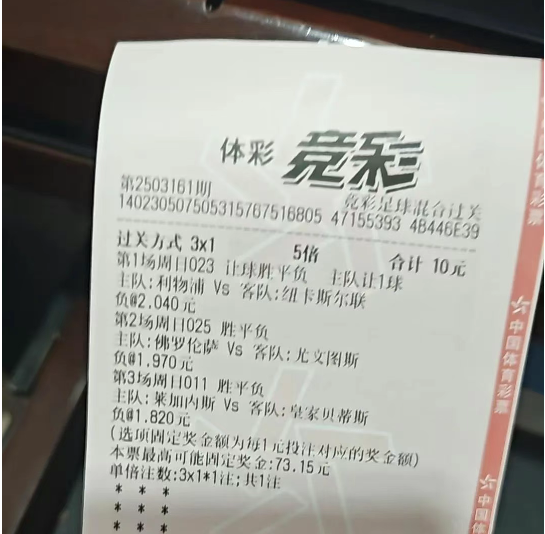 体彩 竞彩
第2503161期 竞彩足球混合过关
140230507505315767516805 47155393 4B446E39
过关方式 3x1 5倍 合计 10元
第1场周日023 让球胜平负 主队让1球
主队:利物浦 Vs 客队:纽卡斯尔联
负@2.040元
第2场周日025 胜平负
主队:佛罗伦萨 Vs 客队:尤文图斯
负@1.970元
第3场周日011 胜平负
主队:莱加内斯 Vs 客队:皇家贝蒂斯
负@1.820元
(选项固定奖金额为每1元投注对应的奖金额)
本票最高可能固定奖金:73.15元
单倍注数:3x1*1注;共1注
* * *
* * *
* * *
中国体育彩票
中国体